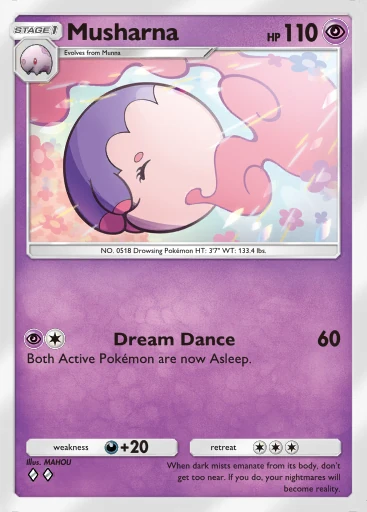 STAGE 1
Musharna
HP 110
Evolves from Munna
NO. 0518 Drowsing Pokémon HT: 3'7" WT: 133.4 lbs.
Dream Dance 60
Both Active Pokémon are now Asleep.
weakness +20
retreat
Illus. MAHOU
When dark mists emanate from its body, don't
get too near. If you do, your nightmares will
become reality.